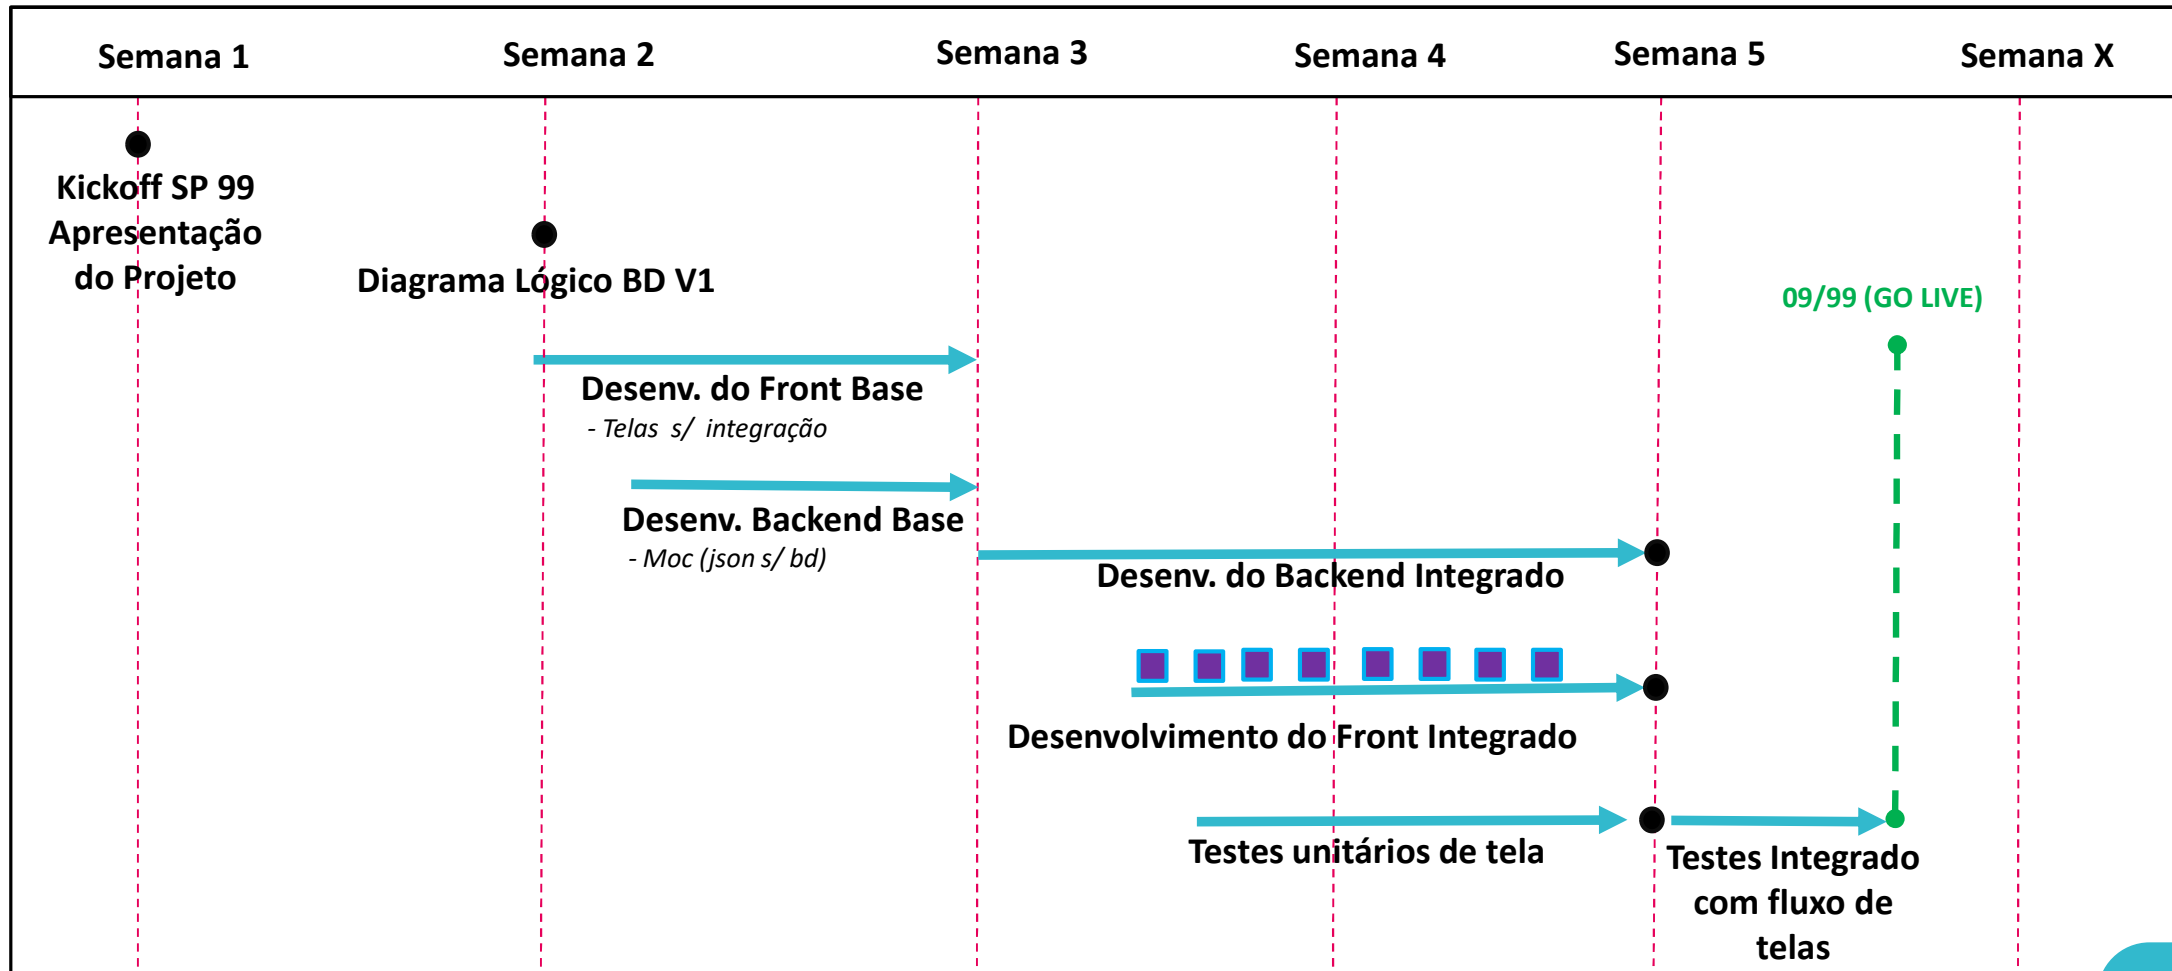 Semana 1
Semana 2
Semana 3
Semana 4
Semana 5
Semana X
Kickoff SP 99
Apresentação
do Projeto
Diagrama Lógico BD V1
09/99 (GO LIVE)
Desenv. do Front Base
- Telas s/ integração
Desenv. Backend Base
- Moc (json s/ bd)
Desenv. do Backend Integrado
Desenvolvimento do Front Integrado
Testes unitários de tela
Testes Integrado
com fluxo de
telas